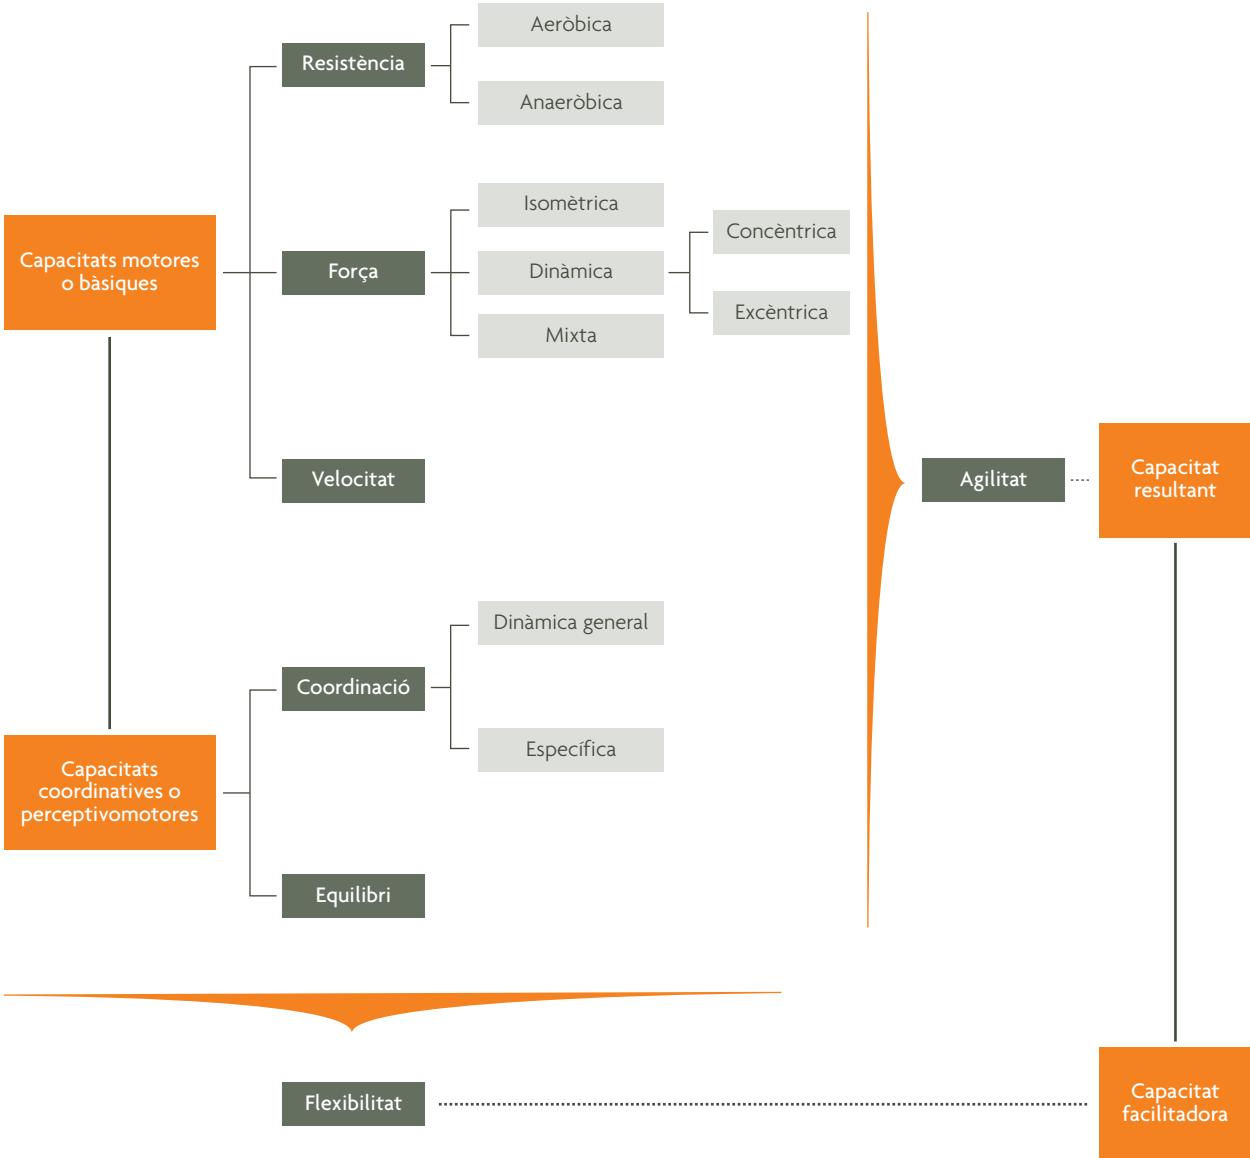 Aeròbica
Resistència
Anaeròbica
Isomètrica
Concèntrica
Capacitats motores
o bàsiques
Força
Dinàmica
Excèntrica
Mixta
Velocitat
Agilitat
Capacitat
resultant
Dinàmica general
Coordinació
Específica
Capacitats
coordinatives o
perceptivomotores
Equilibri
Flexibilitat
Capacitat
facilitadora